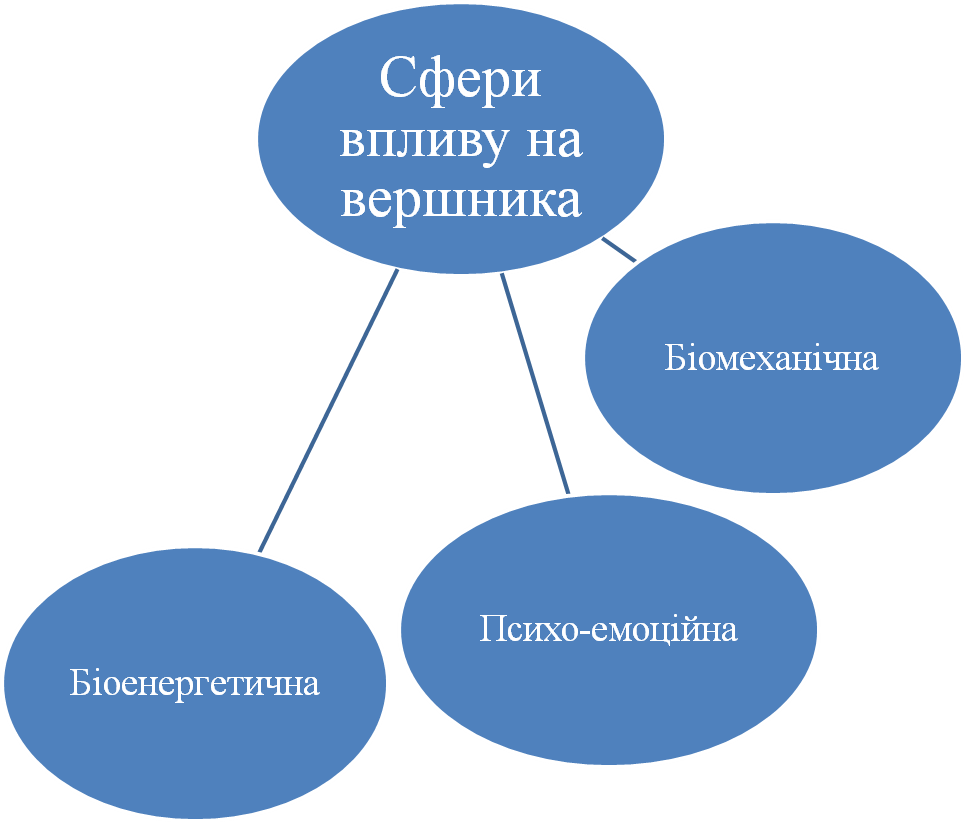 Сфери
впливу на
вершника
Біомеханічна
Психо-емоційна
Біоенергетична